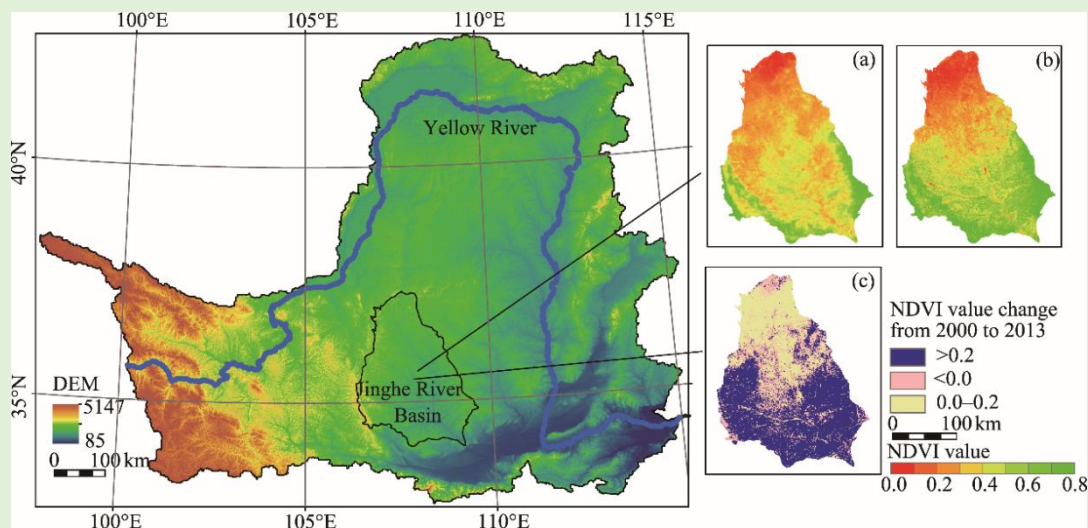 100°E
105°E
110°E
115°E
40°N
35°N
Yellow River
Jinghe River
Basin
DEM
5147
85
0
100 km
100°E
105°E
110°E
(a)
(b)
(c)
NDVI value change
from 2000 to 2013
>0.2
<0.0
0.0–0.2
0
100 km
NDVI value
0.0 0.2 0.4 0.6 0.8